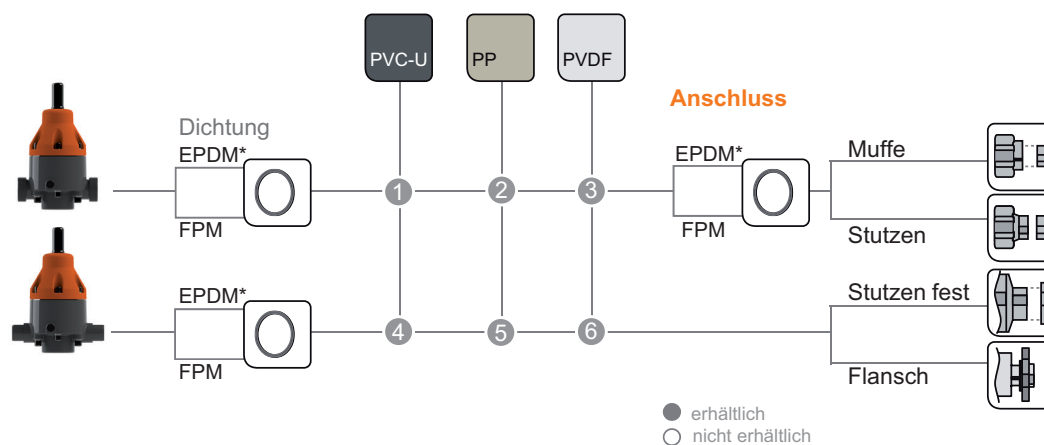 PVC-U
PP
PVDF
Anschluss
Dichtung
EPDM*
FPM
1
2
3
EPDM*
FPM
Muffe
Stutzen
EPDM*
FPM
4
5
6
Stutzen fest
Flansch
erhältlich
nicht erhältlich